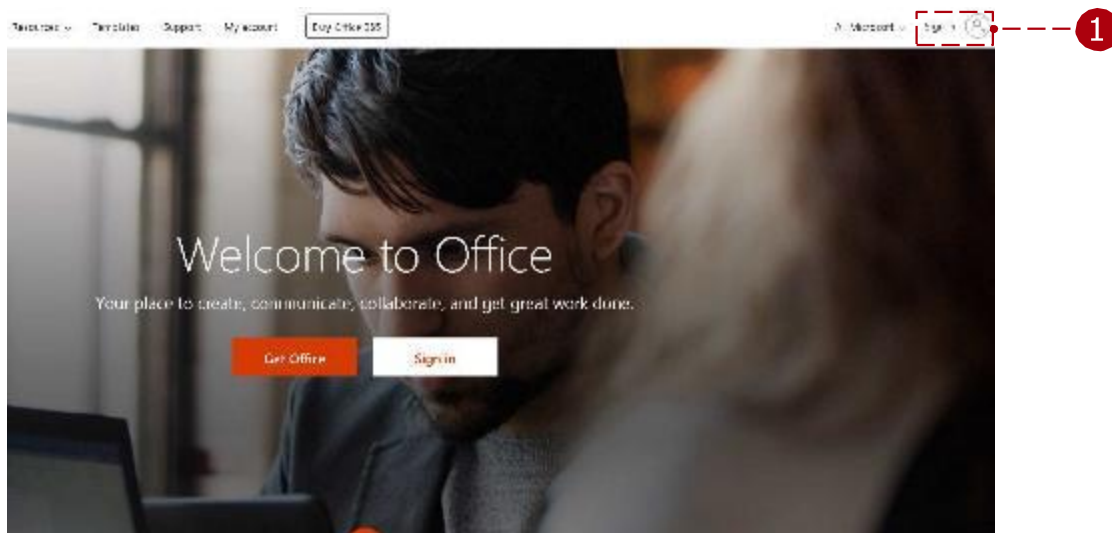 Resources Templates Support My account Buy Office 365 All Microsoft Sign in
1
Welcome to Office
Your place to create, communicate, collaborate, and get great work done.
Get Office Sign in